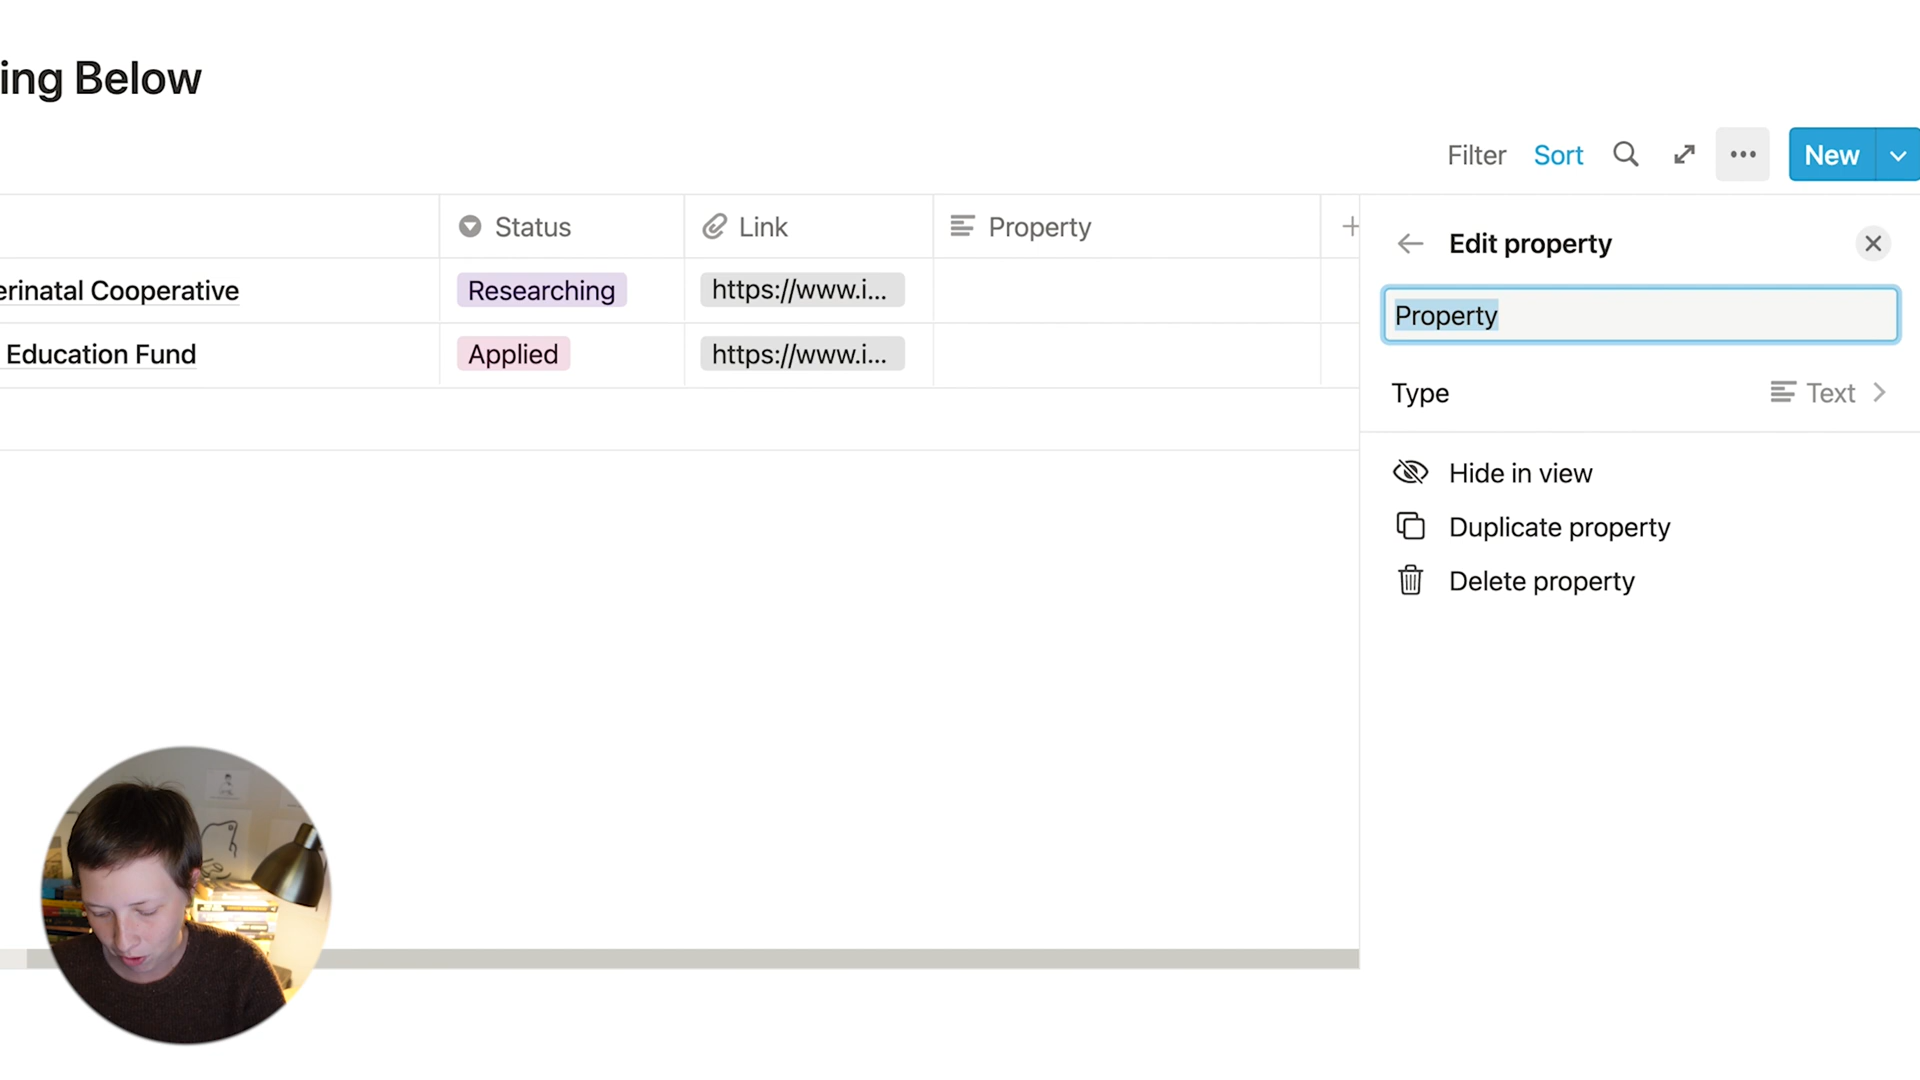 ing Below
Filter Sort New
Status Link Property
erinatal Cooperative Researching https://www.i...
Education Fund Applied https://www.i...
Edit property
Property
Type Text
Hide in view
Duplicate property
Delete property